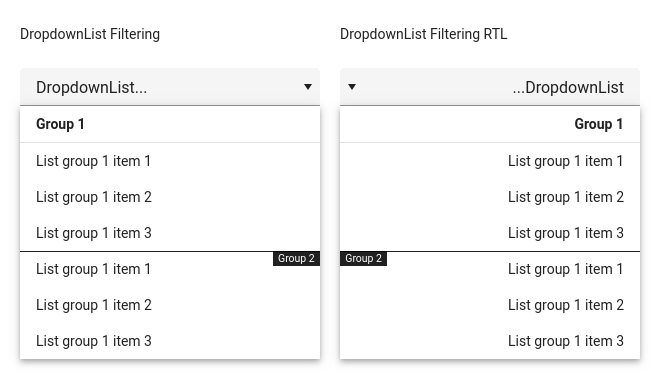 DropdownList Filtering
DropdownList...
Group 1
List group 1 item 1
List group 1 item 2
List group 1 item 3
Group 2
List group 1 item 1
List group 1 item 2
List group 1 item 3
DropdownList Filtering RTL
...DropdownList
Group 1
List group 1 item 1
List group 1 item 2
List group 1 item 3
Group 2
List group 1 item 1
List group 1 item 2
List group 1 item 3